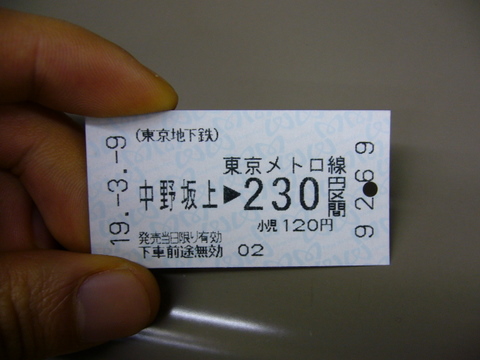 (東京地下鉄)
東京メトロ線
中野坂上▶230円区間
小児120円
発売当日限り有効
下車前途無効 02
19.-3.-9
92●69